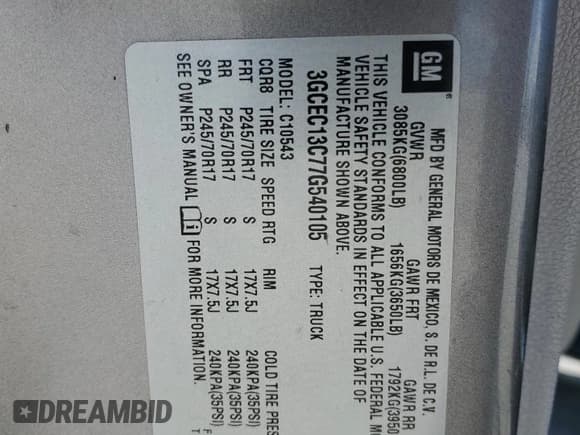 GM
MFD BY GENERAL MOTORS DE MEXICO, S. DE R.L. DE C.V.
GVWR GAWR FRT GAWR RR
3085KG(6800LB) 1656KG(3650LB) 1792KG(3950
THIS VEHICLE CONFORMS TO ALL APPLICABLE U.S. FEDERAL M
VEHICLE SAFETY STANDARDS IN EFFECT ON THE DATE OF
MANUFACTURE SHOWN ABOVE.
3GCEC13C77G540105 TYPE: TRUCK
MODEL: C10543
CQR8 TIRE SIZE SPEED RTG RIM COLD TIRE PRES
FRT P245/70R17 S 17X7.5J 240KPA(35PSI)
RR P245/70R17 S 17X7.5J 240KPA(35PSI)
SPA P245/70R17 S 17X7.5J 240KPA(35PSI)
SEE OWNER'S MANUAL FOR MORE INFORMATION.
DREAMBID